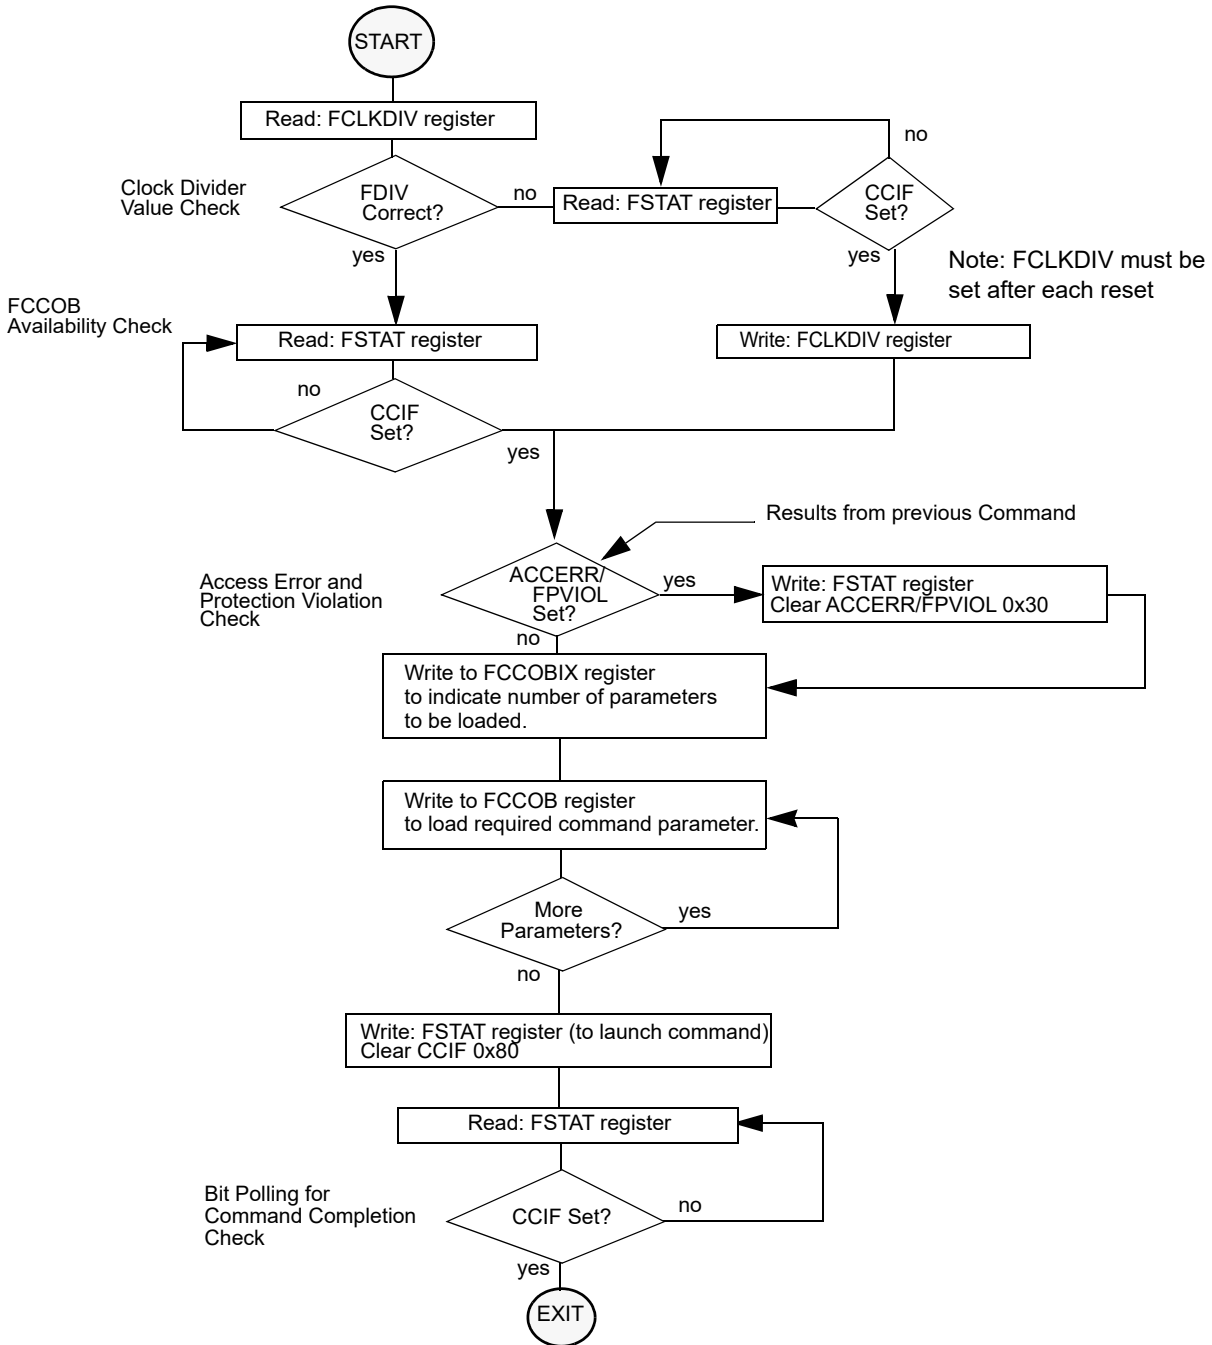 START
Read: FCLKDIV register
Clock Divider
Value Check
FDIV
Correct?
no
yes
Read: FSTAT register
no
CCIF
Set?
yes
Note: FCLKDIV must be
set after each reset
FCCOB
Availability Check
Read: FSTAT register
Write: FCLKDIV register
no
CCIF
Set?
yes
Results from previous Command
Access Error and
Protection Violation
Check
ACCERR/
FPVIOL
Set?
yes
no
Write: FSTAT register
Clear ACCERR/FPVIOL 0x30
Write to FCCOBIX register
to indicate number of parameters
to be loaded.
Write to FCCOB register
to load required command parameter.
More
Parameters?
yes
no
Write: FSTAT register (to launch command)
Clear CCIF 0x80
Read: FSTAT register
Bit Polling for
Command Completion
Check
CCIF Set?
no
yes
EXIT